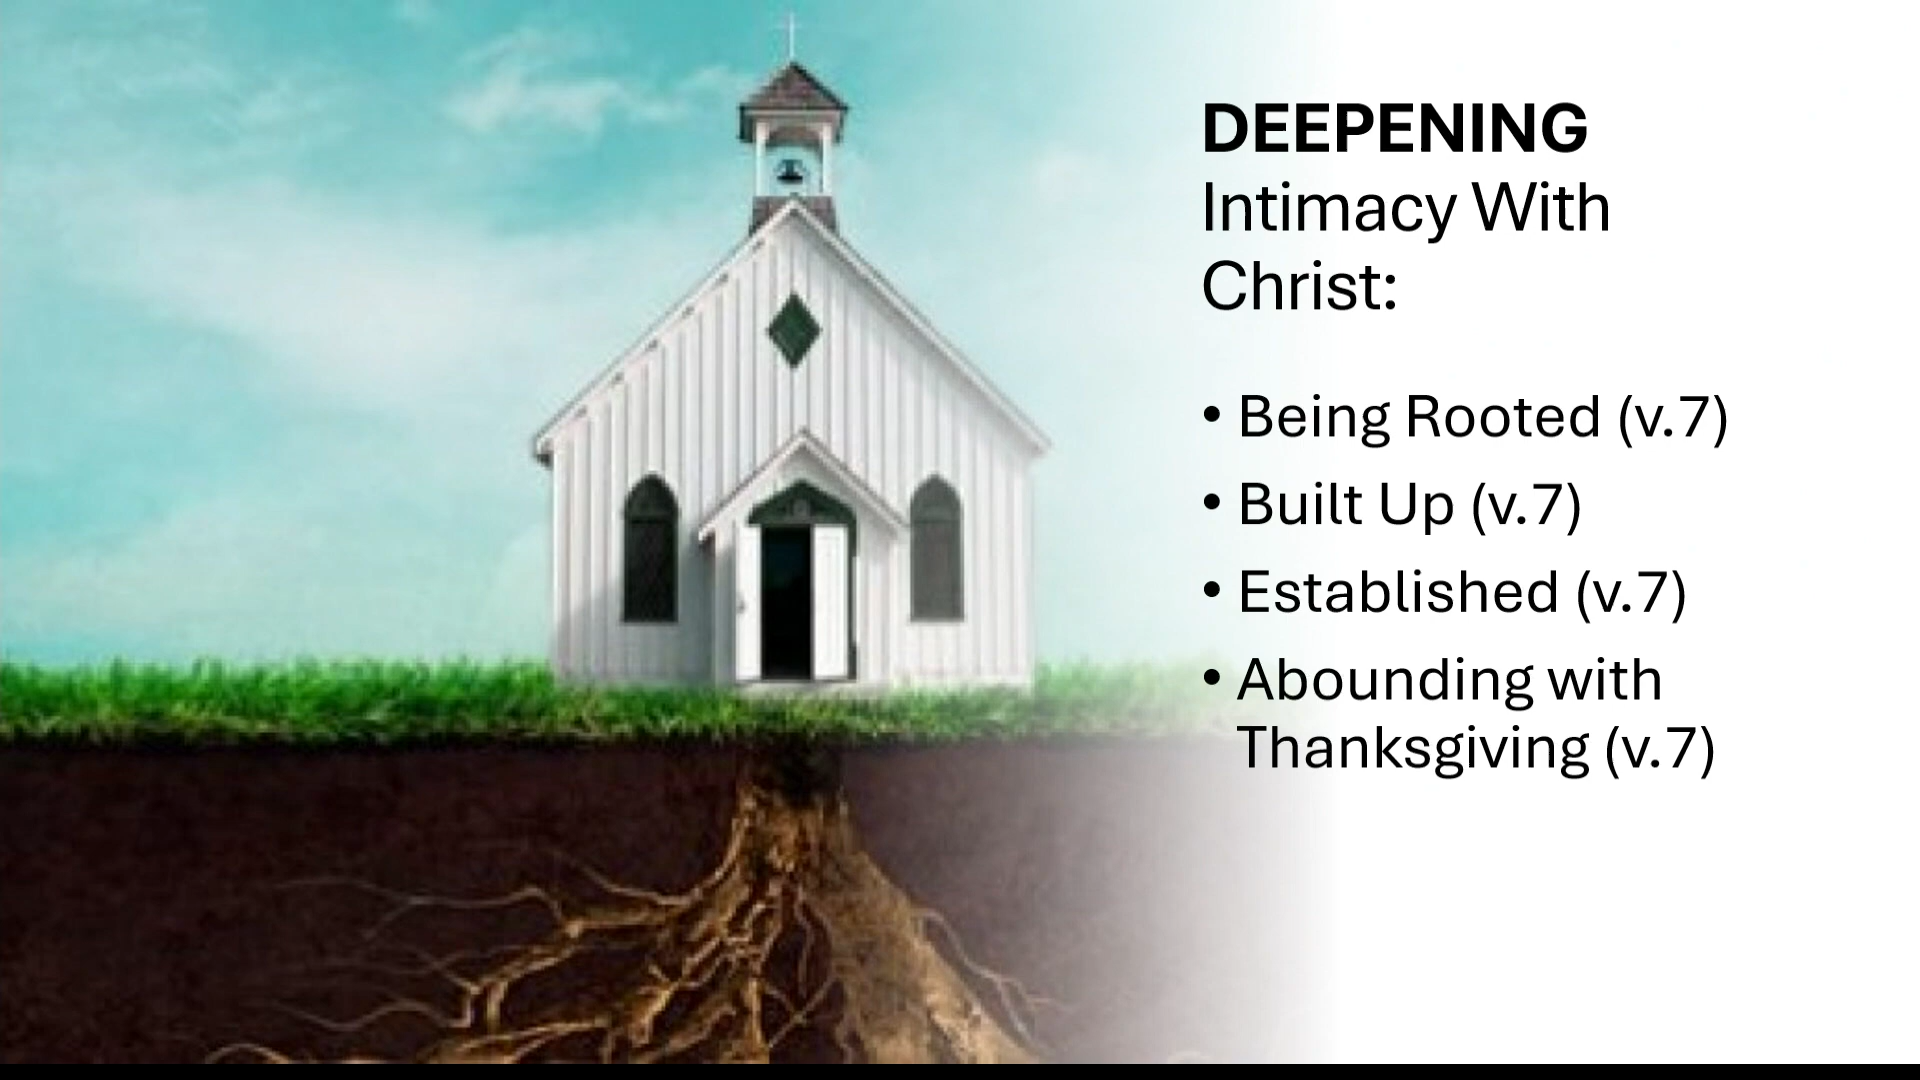 DEEPENING
Intimacy With
Christ:
• Being Rooted (v.7)
• Built Up (v.7)
• Established (v.7)
• Abounding with
Thanksgiving (v.7)